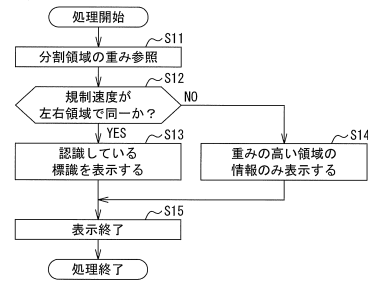 処理開始
S11
分割領域の重み参照
S12
規制速度が
左右領域で同一か？
NO
YES
S13
認識している
標識を表示する
S14
重みの高い領域の
情報のみ表示する
S15
表示終了
処理終了